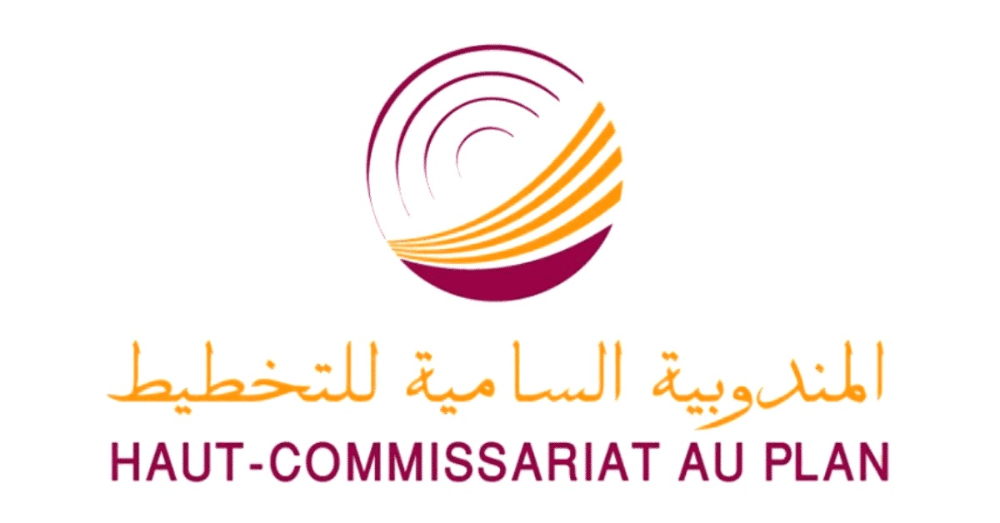 المندوبية السامية للتخطيط
HAUT-COMMISSARIAT AU PLAN